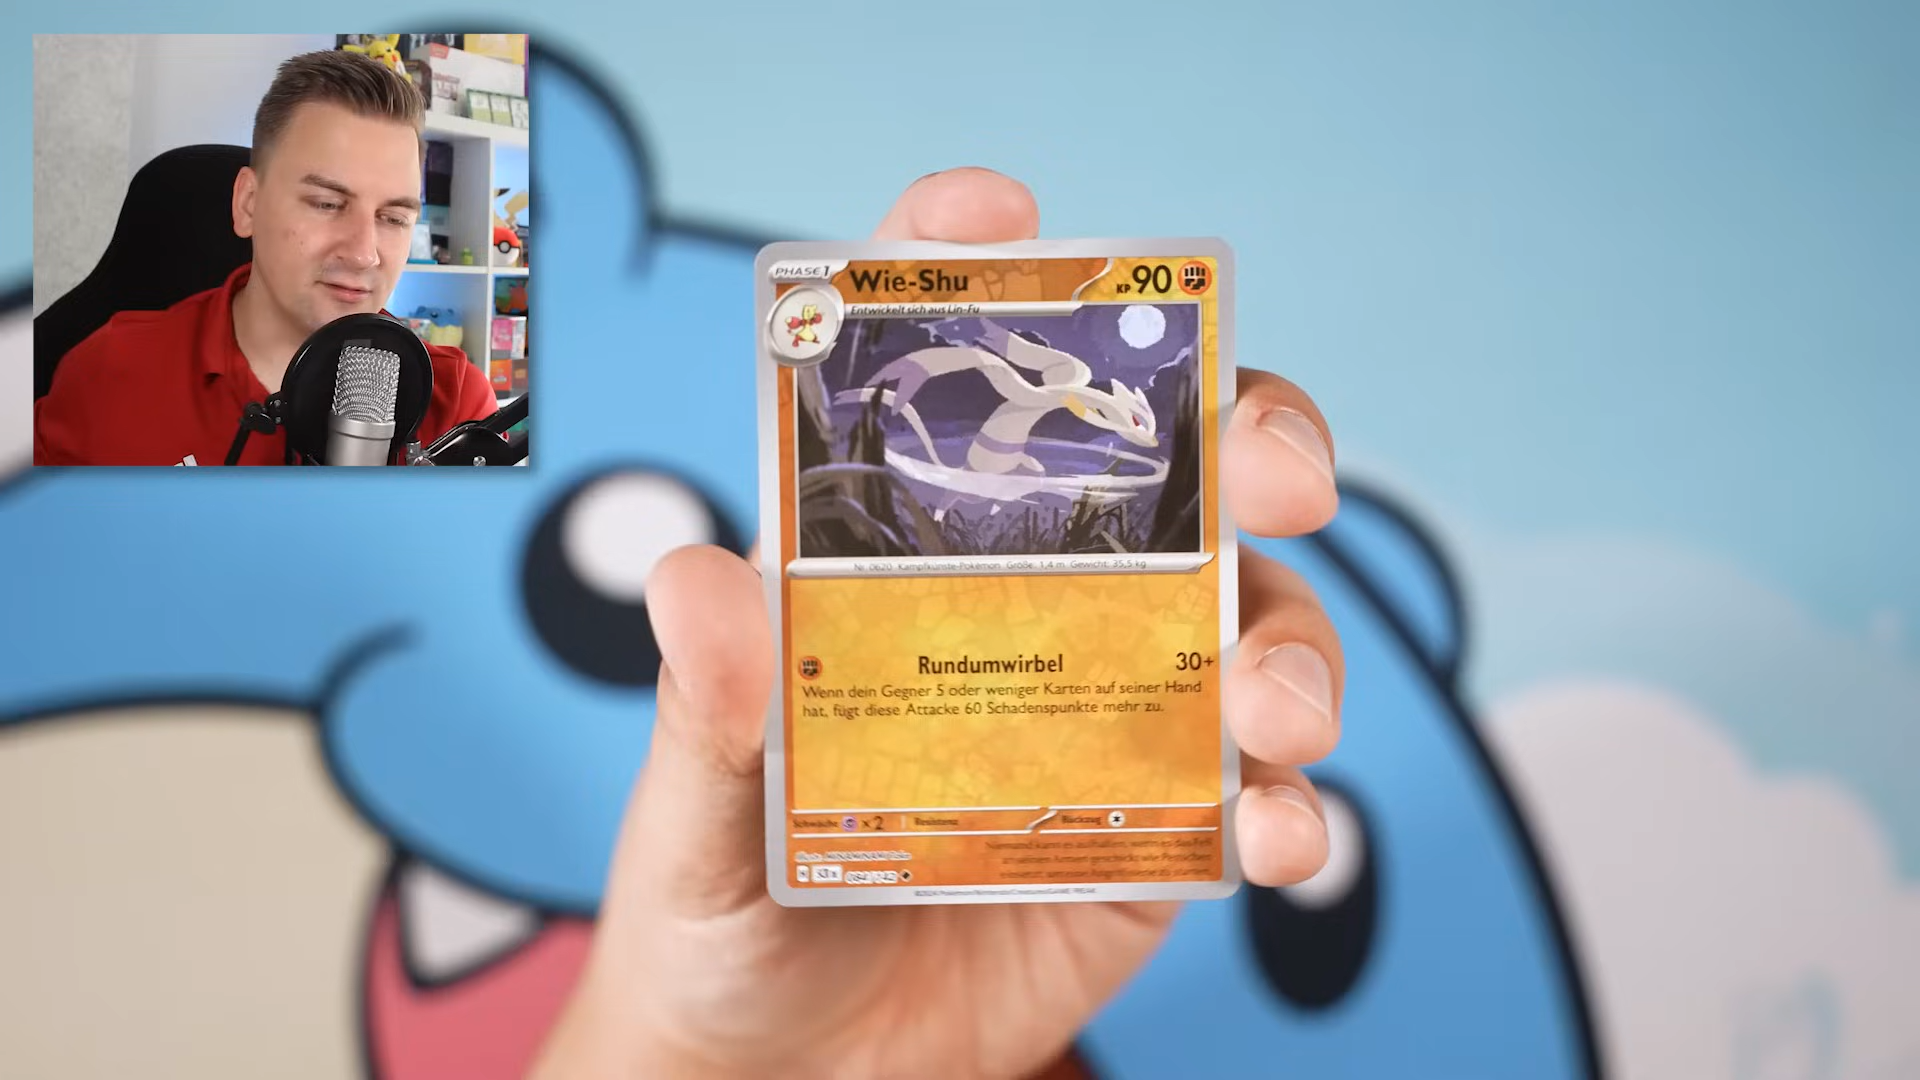 PHASE 1
Wie-Shu
KP 90
Entwickelt sich aus Lin-Fu
Nr. 0620 Kampfkünste-Pokémon Größe: 1,4 m Gewicht: 35,5 kg
Rundumwirbel 30+
Wenn dein Gegner 5 oder weniger Karten auf seiner Hand
hat, fügt diese Attacke 60 Schadenspunkte mehr zu.
Schwäche x2 Resistenz Rückzug